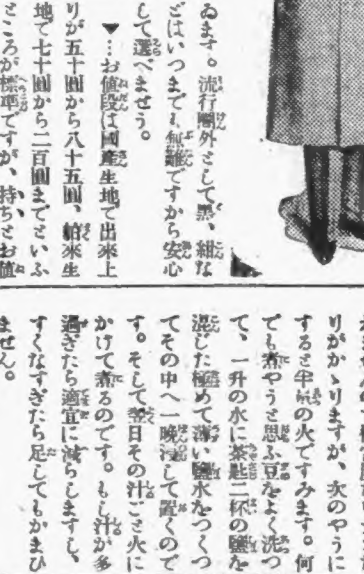 ゐます。流行圏外として黒、紺な
どはいつまでも無難ですから安心
して選べませう。
▼…お値段は國産生地で出來上
りが五十圓から八十五圓、舶來生
地で七十圓から二百圓までといふ
ところが標準ですが、持ちとお値
りがかゝりますが、次のやうに
するとの火ですみます。何
でも煮やうと思ふ豆をよく洗つ
て、一升の水に茶匙二杯の鹽を
混じた極めて薄い鹽水をつくつ
てその中へ一晩浸して置くので
す。そして翌日その汁ごと火に
かけて煮るのです。もし汁が多
過ぎたら適宜に減らしますし、
すくなすぎたら足してもかまひ
ません。